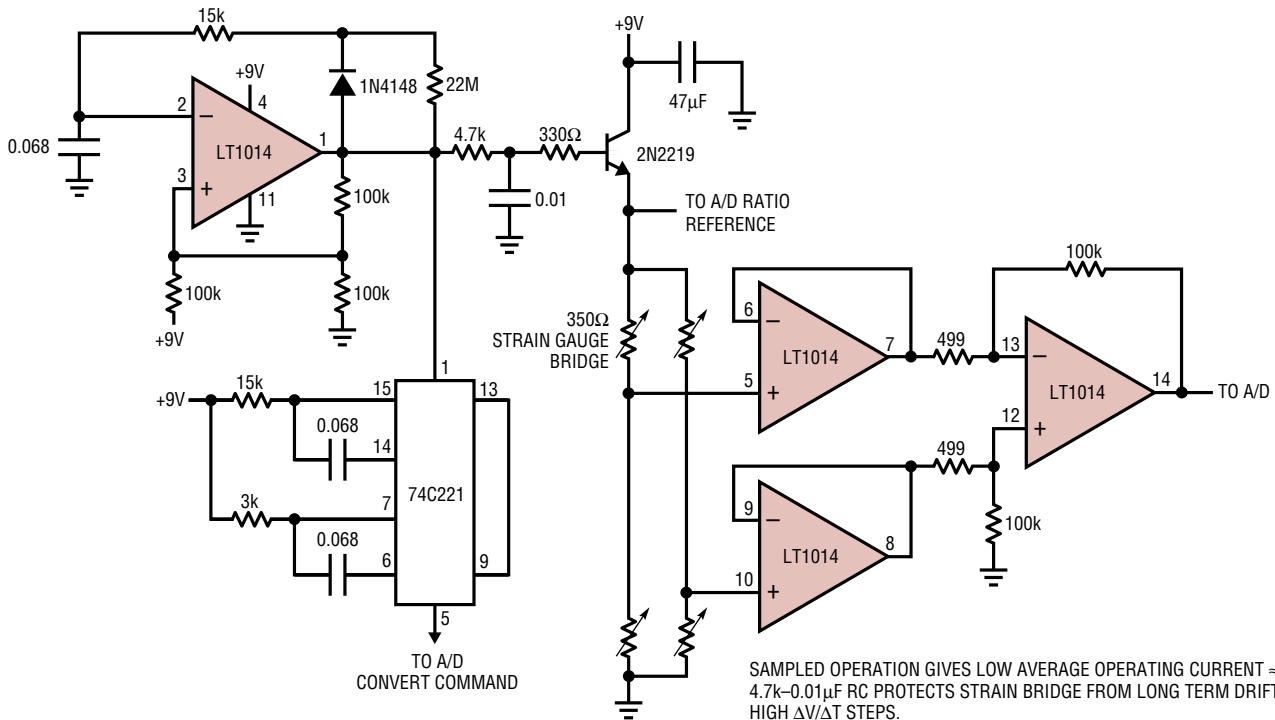 15k
1N4148
22M
+9V
2
4
−
LT1014
1
3
+
11
0.068
100k
100k
+9V
100k
4.7k
330Ω
0.01
+9V
47µF
2N2219
TO A/D RATIO
REFERENCE
350Ω
STRAIN GAUGE
BRIDGE
6
−
LT1014
7
5
+
9
−
LT1014
8
10
+
499
499
100k
13
−
LT1014
14
12
+
100k
TO A/D
+9V
15k
0.068
3k
0.068
1
15
13
14
7
74C221
6
9
5
TO A/D
CONVERT COMMAND
SAMPLED OPERATION GIVES LOW AVERAGE OPERATING CURRENT ≈
4.7k–0.01µF RC PROTECTS STRAIN BRIDGE FROM LONG TERM DRIFT
HIGH ∆V/∆T STEPS.